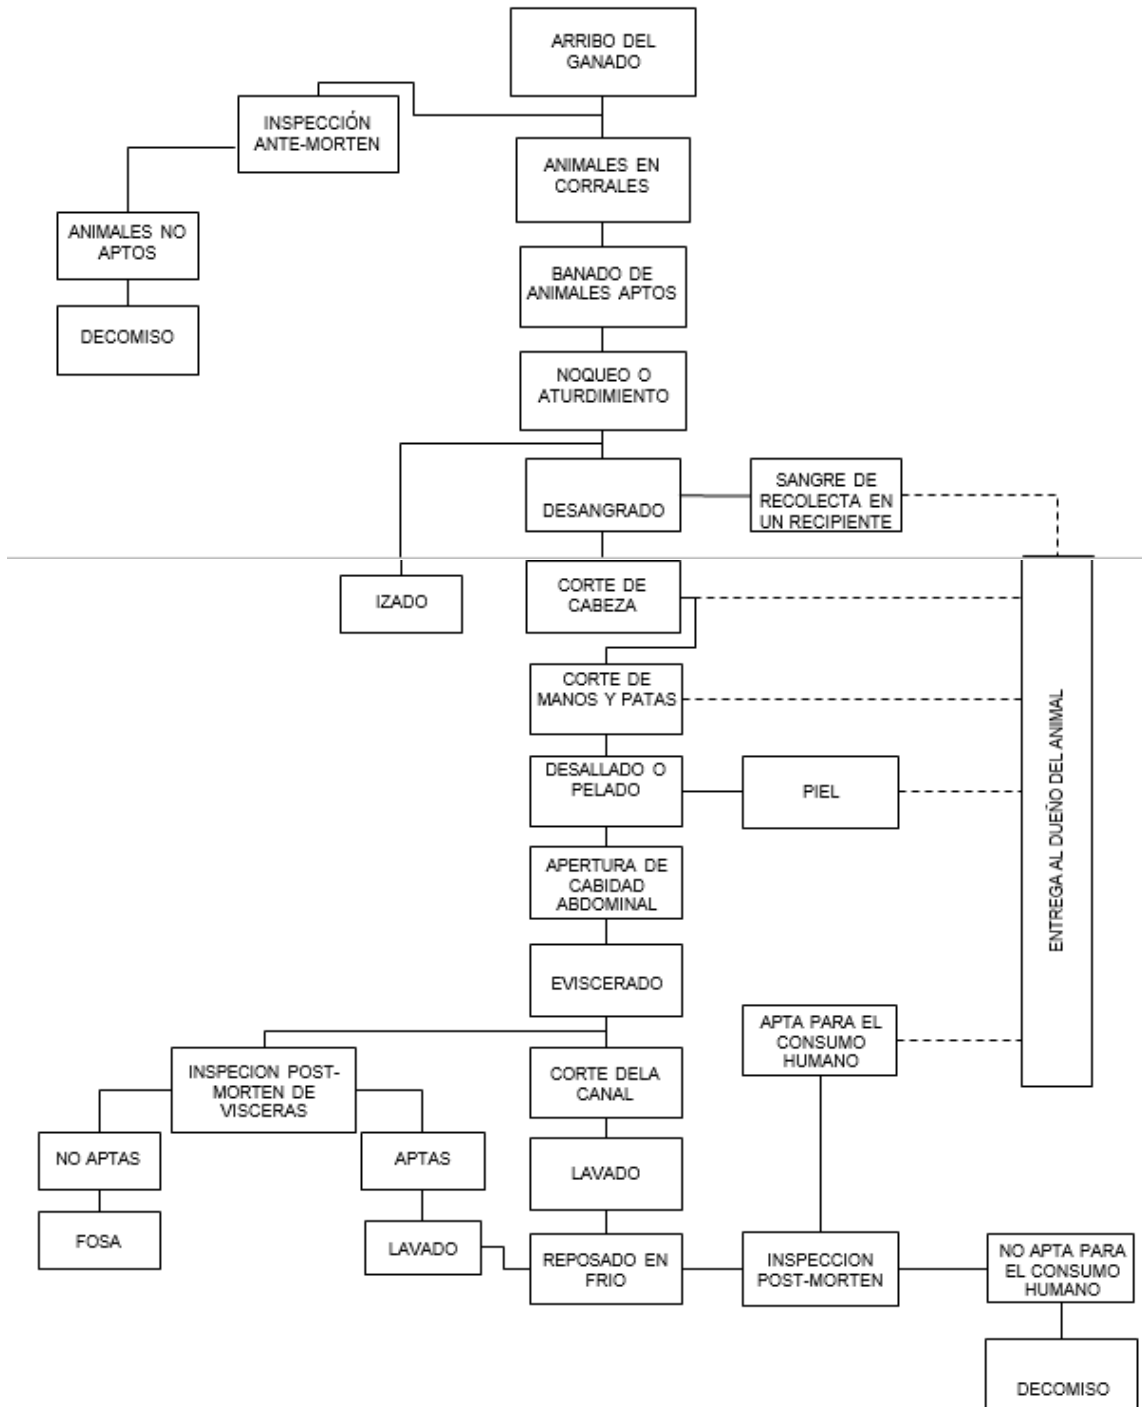 ARRIBO DEL
GANADO
INSPECCIÓN
ANTE-MORTEN
ANIMALES EN
CORRALES
ANIMALES NO
APTOS
BANADO DE
ANIMALES APTOS
DECOMISO
NOQUEO O
ATURDIMIENTO
DESANGRADO
SANGRE DE
RECOLECTA EN
UN RECIPIENTE
IZADO
CORTE DE
CABEZA
CORTE DE
MANOS Y PATAS
DESALLADO O
PELADO
PIEL
ENTREGA AL DUEÑO DEL ANIMAL
APERTURA DE
CABIDAD
ABDOMINAL
EVISCERADO
APTA PARA EL
CONSUMO
HUMANO
INSPECION POST-
MORTEN DE
VISCERAS
CORTE DELA
CANAL
NO APTAS
APTAS
LAVADO
FOSA
LAVADO
REPOSADO EN
FRIO
INSPECCION
POST-MORTEN
NO APTA PARA
EL CONSUMO
HUMANO
DECOMISO